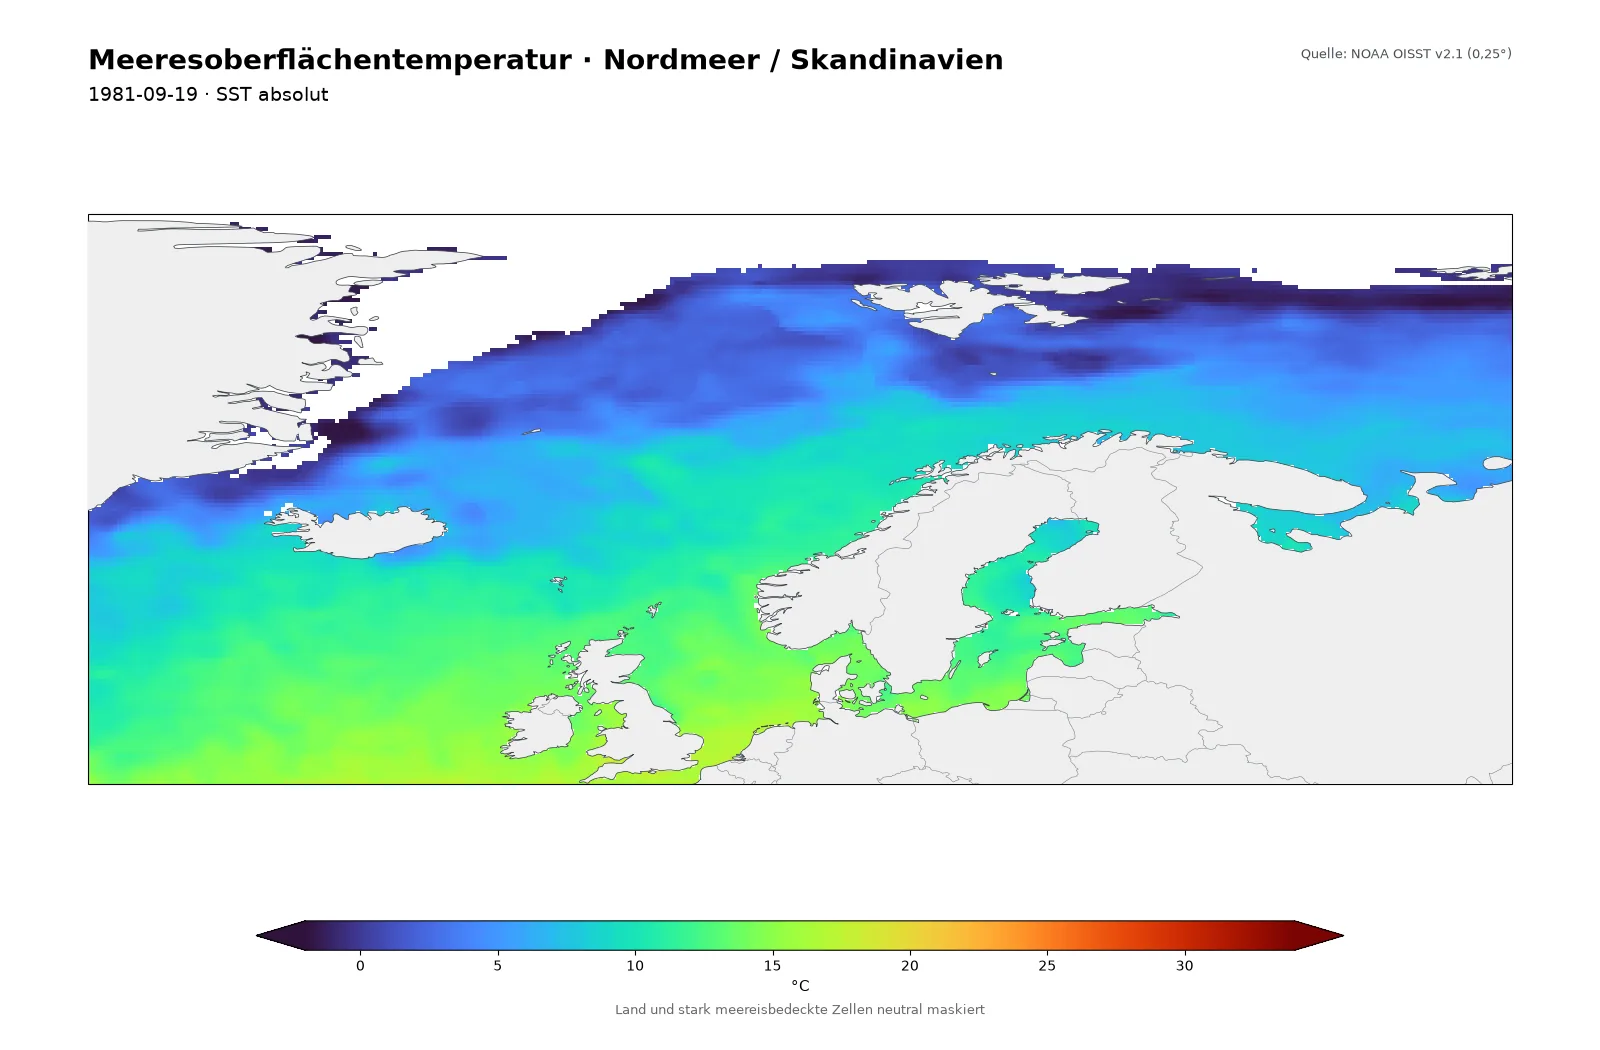 Meeresoberflächentemperatur · Nordmeer / Skandinavien
Quelle: NOAA OISST v2.1 (0,25°)
1981-09-19 · SST absolut
0 5 10 15 20 25 30
°C
Land und stark meereisbedeckte Zellen neutral maskiert